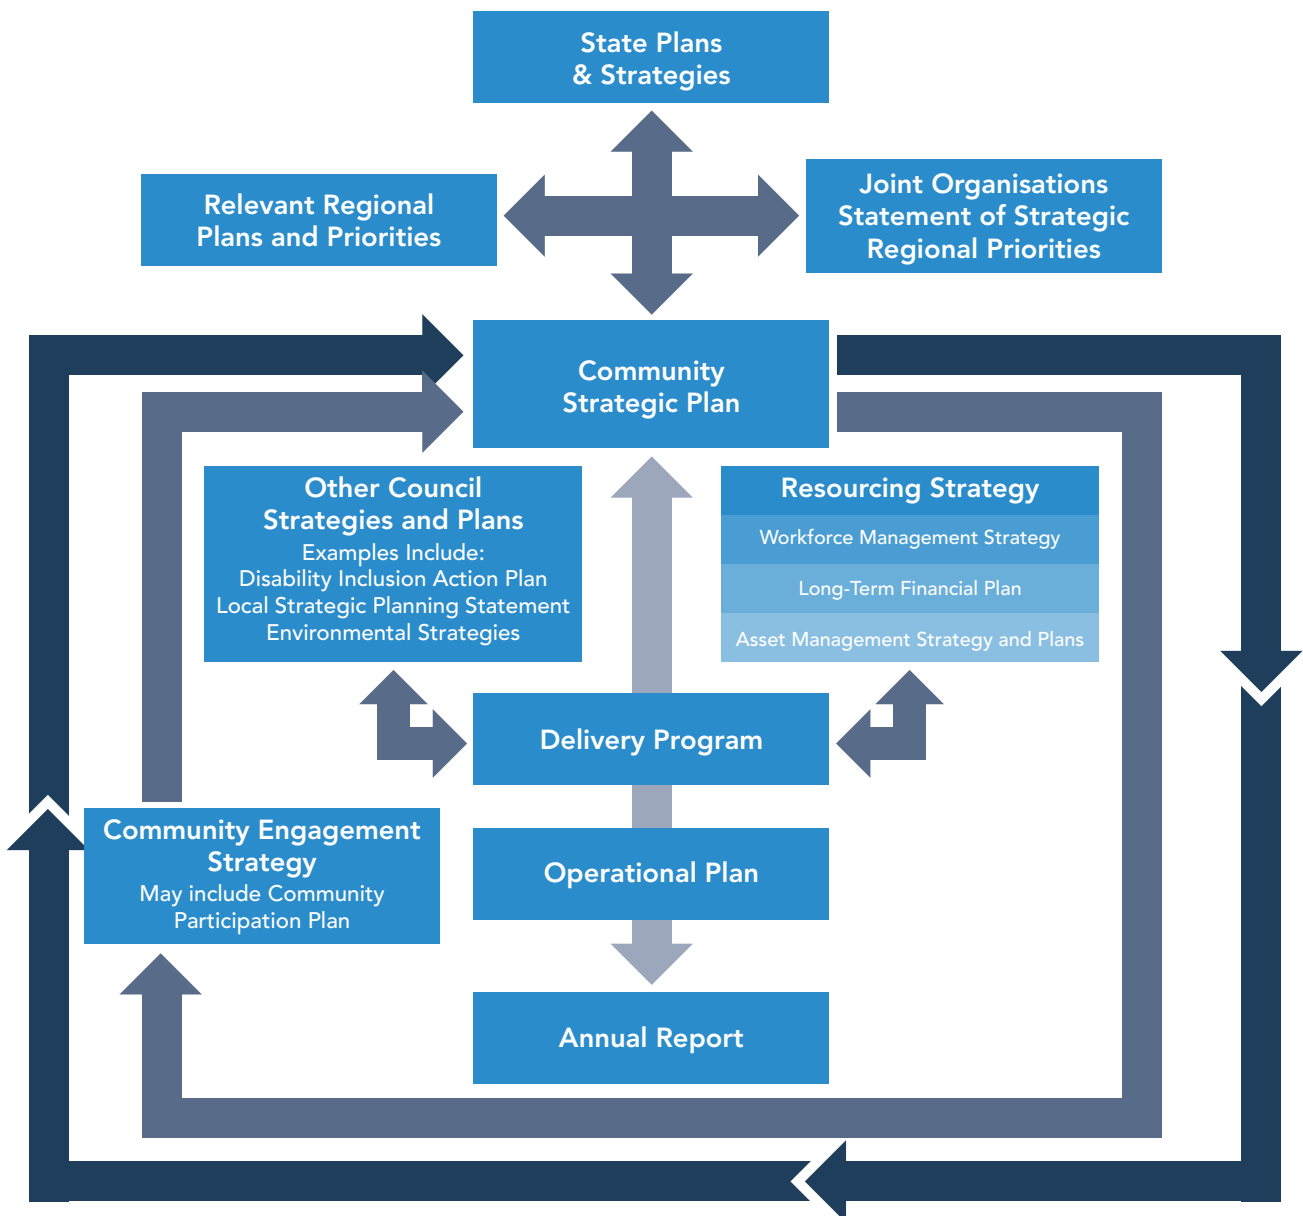 State Plans
& Strategies
Relevant Regional
Plans and Priorities
Joint Organisations
Statement of Strategic
Regional Priorities
Community
Strategic Plan
Other Council
Strategies and Plans
Examples Include:
Disability Inclusion Action Plan
Local Strategic Planning Statement
Environmental Strategies
Resourcing Strategy
Workforce Management Strategy
Long-Term Financial Plan
Asset Management Strategy and Plans
Delivery Program
Community Engagement
Strategy
May include Community
Participation Plan
Operational Plan
Annual Report